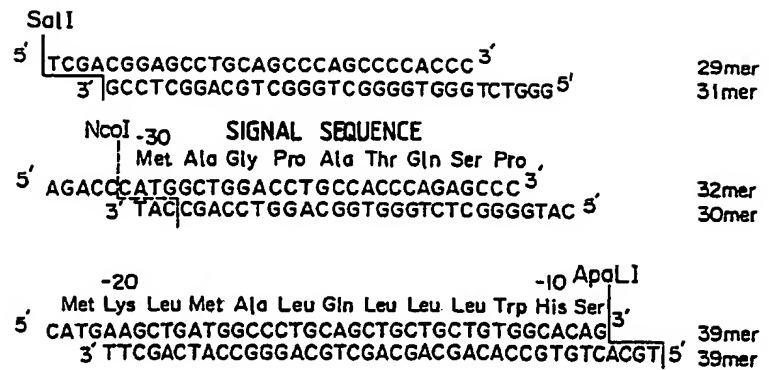 SalI
5' TCGACGGAGCCTGCAGCCCAGCCCCACCC 3' 29mer
3' GCCTCGGACGTCGGGTCGGGGTGGGTCTGGG 5' 31mer
NcoI -30 SIGNAL SEQUENCE
Met Ala Gly Pro Ala Thr Gln Ser Pro
5' AGACCCATGGCTGGACCTGCCACCCAGAGCCC 3' 32mer
3' TACCGACCTGGACGGTGGGTCTCGGGGTAC 5' 30mer
-20 -10 ApaLI
Met Lys Leu Met Ala Leu Gln Leu Leu Leu Trp His Ser
5' CATGAAGCTGATGGCCCTGCAGCTGCTGCTGTGGCACAG 3' 39mer
3' TTCGACTACCGGGACGTCGACGACGACACCGTGTCACGT 5' 39mer